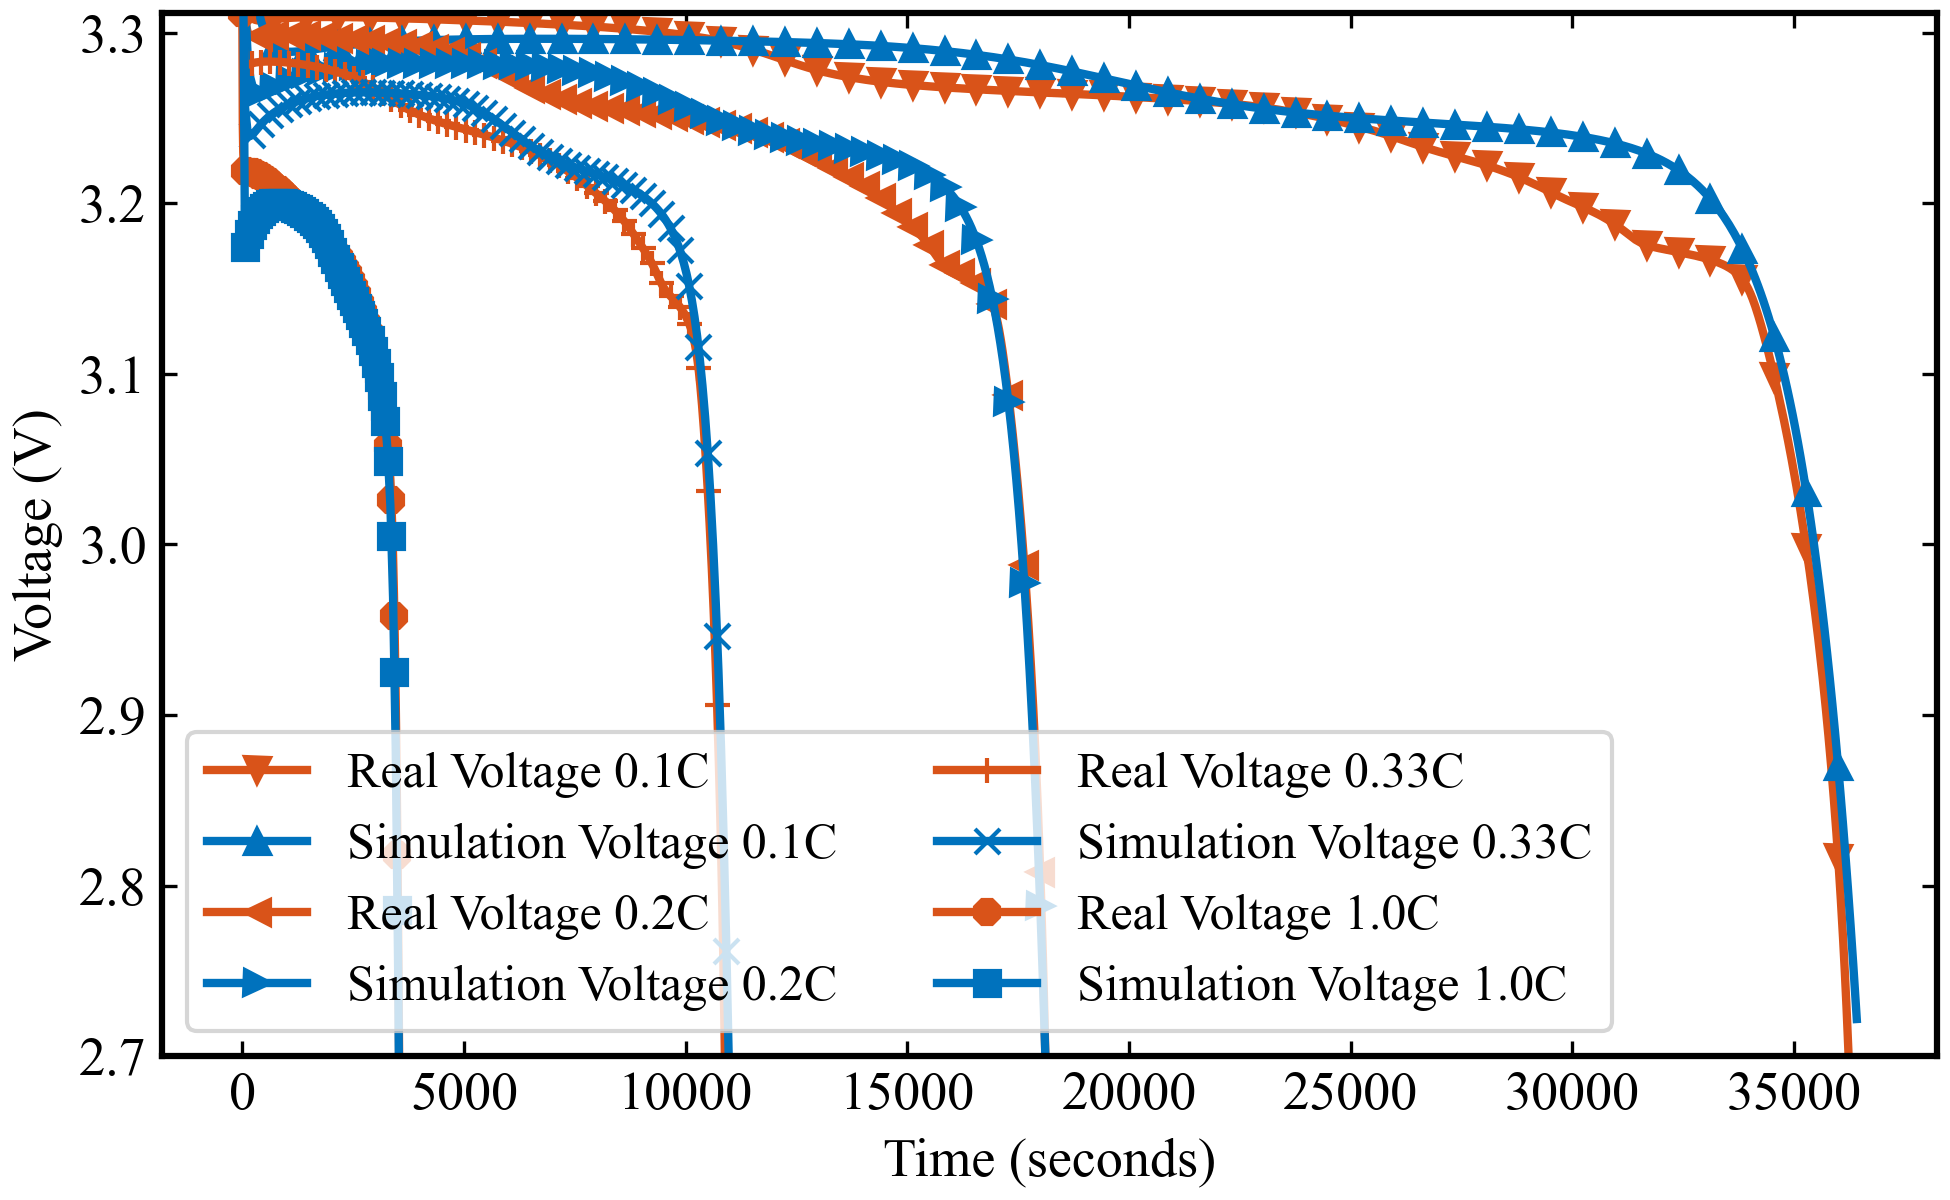 3.3
3.2
3.1
3.0
2.9
2.8
2.7
Voltage (V)
Real Voltage 0.1C
Simulation Voltage 0.1C
Real Voltage 0.2C
Simulation Voltage 0.2C
Real Voltage 0.33C
Simulation Voltage 0.33C
Real Voltage 1.0C
Simulation Voltage 1.0C
0 5000 10000 15000 20000 25000 30000 35000
Time (seconds)